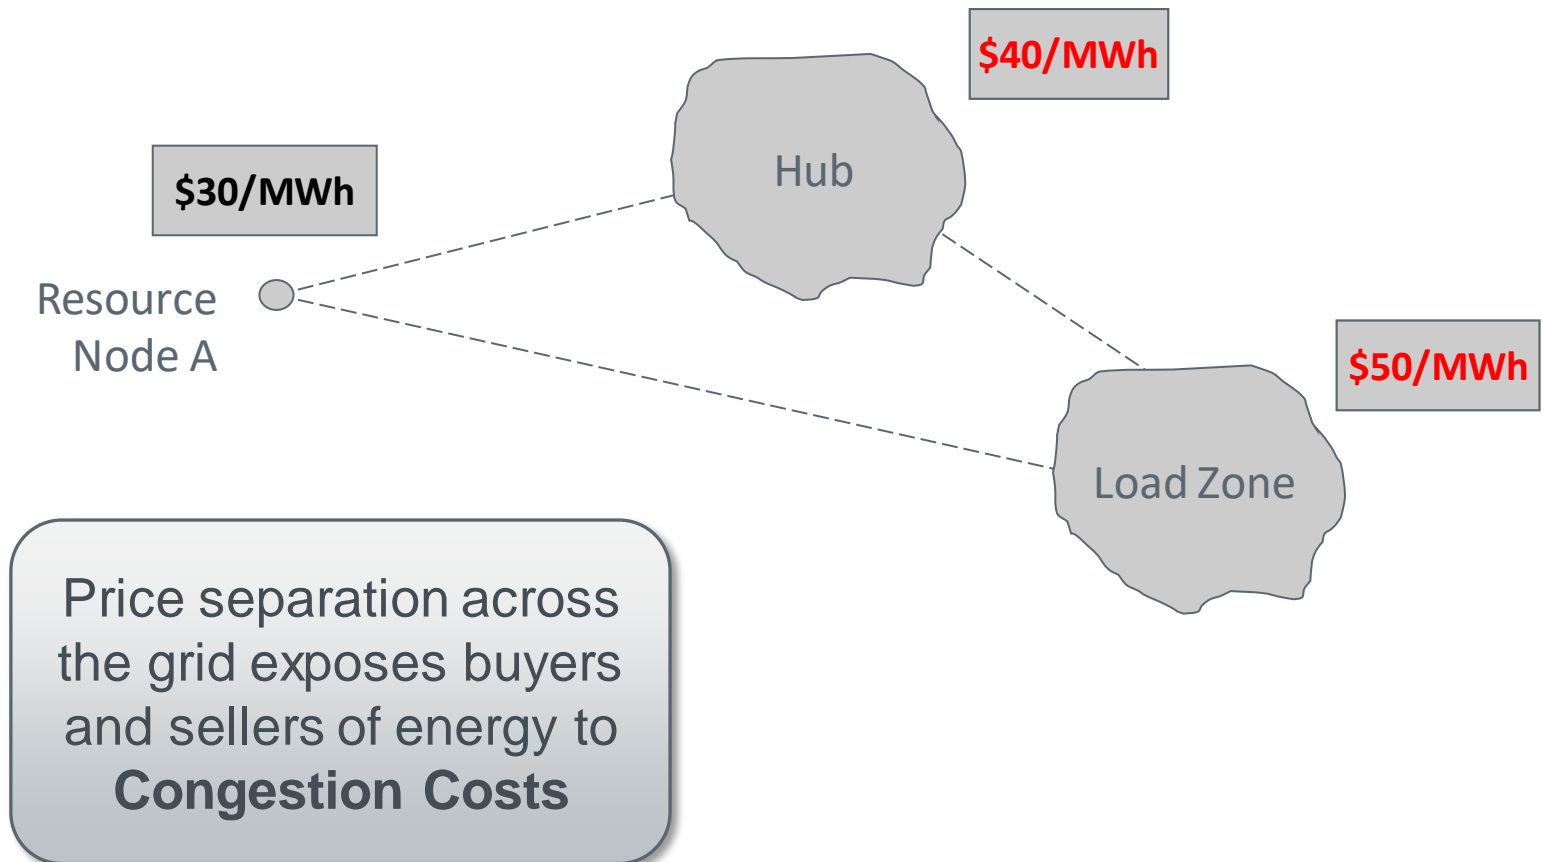 $40/MWh
Hub
$30/MWh
Resource
Node A
$50/MWh
Load Zone
Price separation across
the grid exposes buyers
and sellers of energy to
Congestion Costs